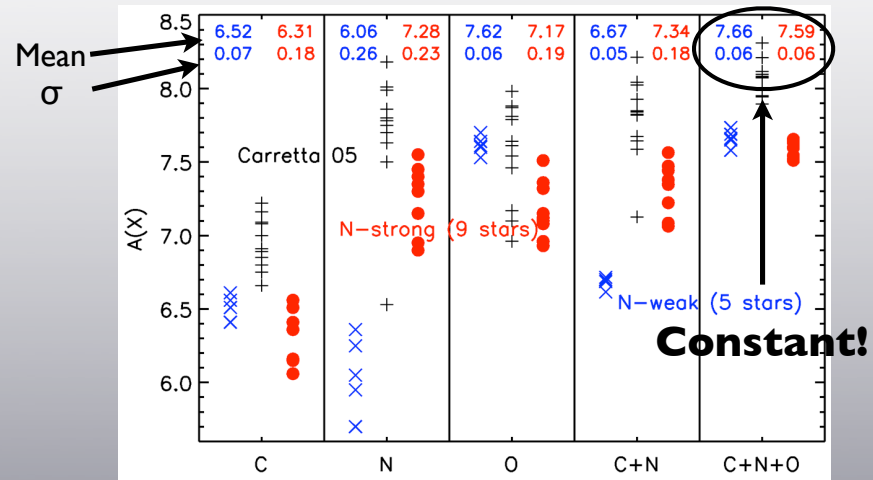 8.5
8.0
7.5
7.0
6.5
6.0
A(X)
Mean
σ
6.52 6.31
0.07 0.18
6.06 7.28
0.26 0.23
7.62 7.17
0.06 0.19
6.67 7.34
0.05 0.18
7.66 7.59
0.06 0.06
Carretta 05
N-strong (9 stars)
N-weak (5 stars)
Constant!
C N O C+N C+N+O